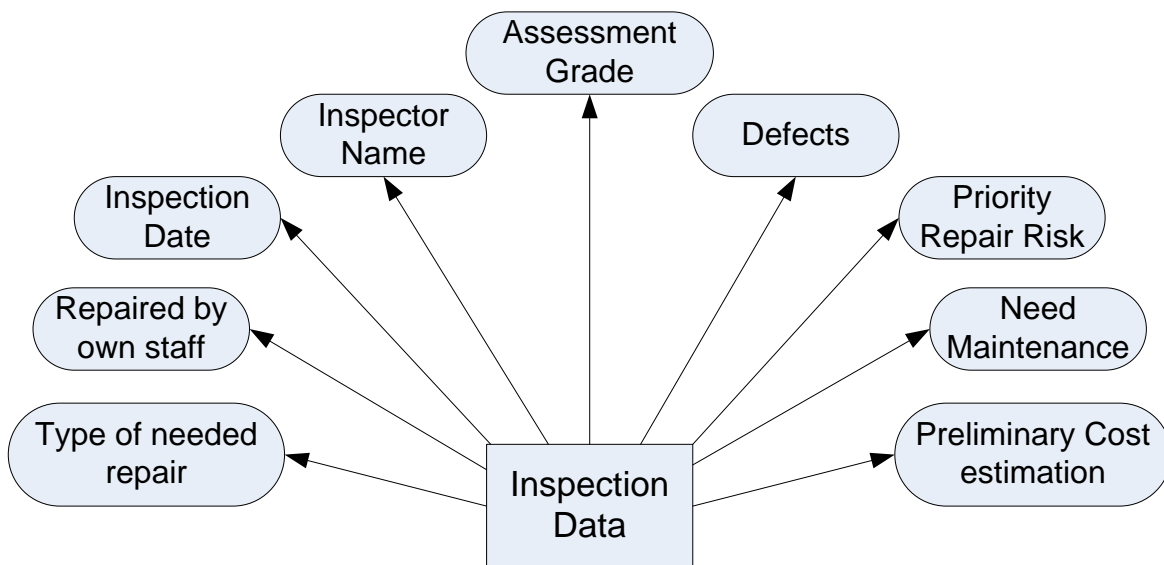 Assessment
Grade
Inspector
Name
Defects
Inspection
Date
Priority
Repair Risk
Repaired by
own staff
Need
Maintenance
Type of needed
repair
Preliminary Cost
estimation
Inspection
Data